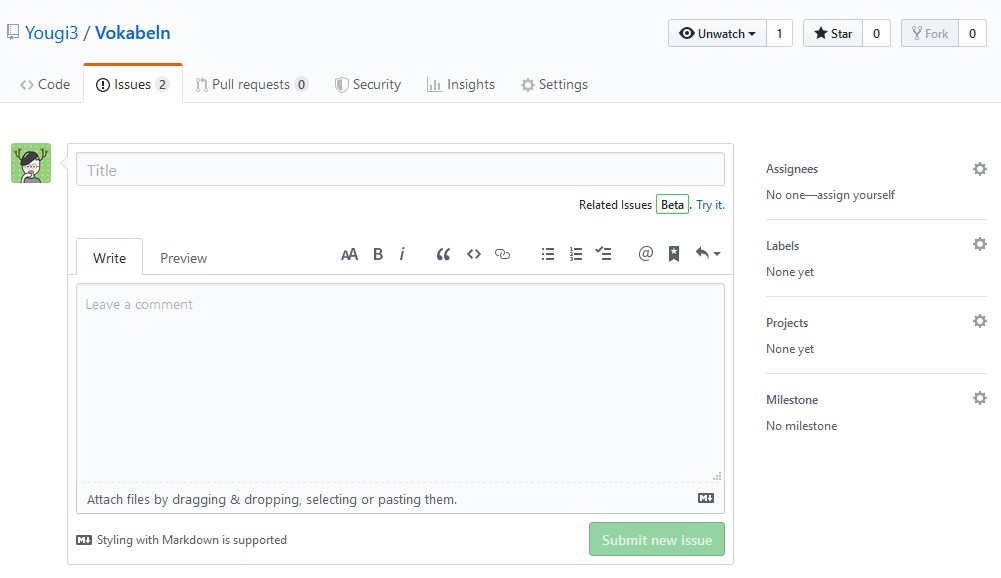 Yougi3 / Vokabeln
Unwatch 1 Star 0 Fork 0
Code Issues 2 Pull requests 0 Security Insights Settings
Title
Related Issues Beta. Try it.
Write Preview
AA B i @
Leave a comment
Attach files by dragging & dropping, selecting or pasting them.
Styling with Markdown is supported
Submit new issue
Assignees
No one—assign yourself
Labels
None yet
Projects
None yet
Milestone
No milestone